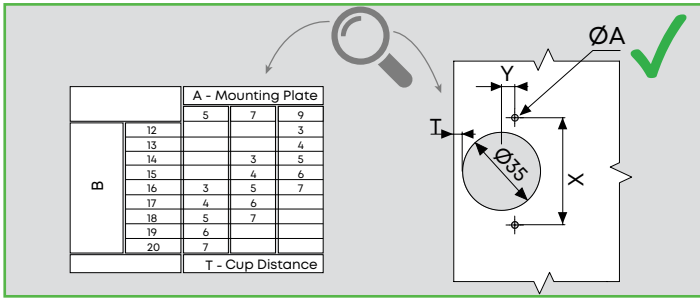 A - Mounting Plate
5 7 9
B
12 3
13 4
14 3 5
15 4 6
16 3 5 7
17 4 6
18 5 7
19 6
20 7
T - Cup Distance
ØA
Y
T
Ø35
X